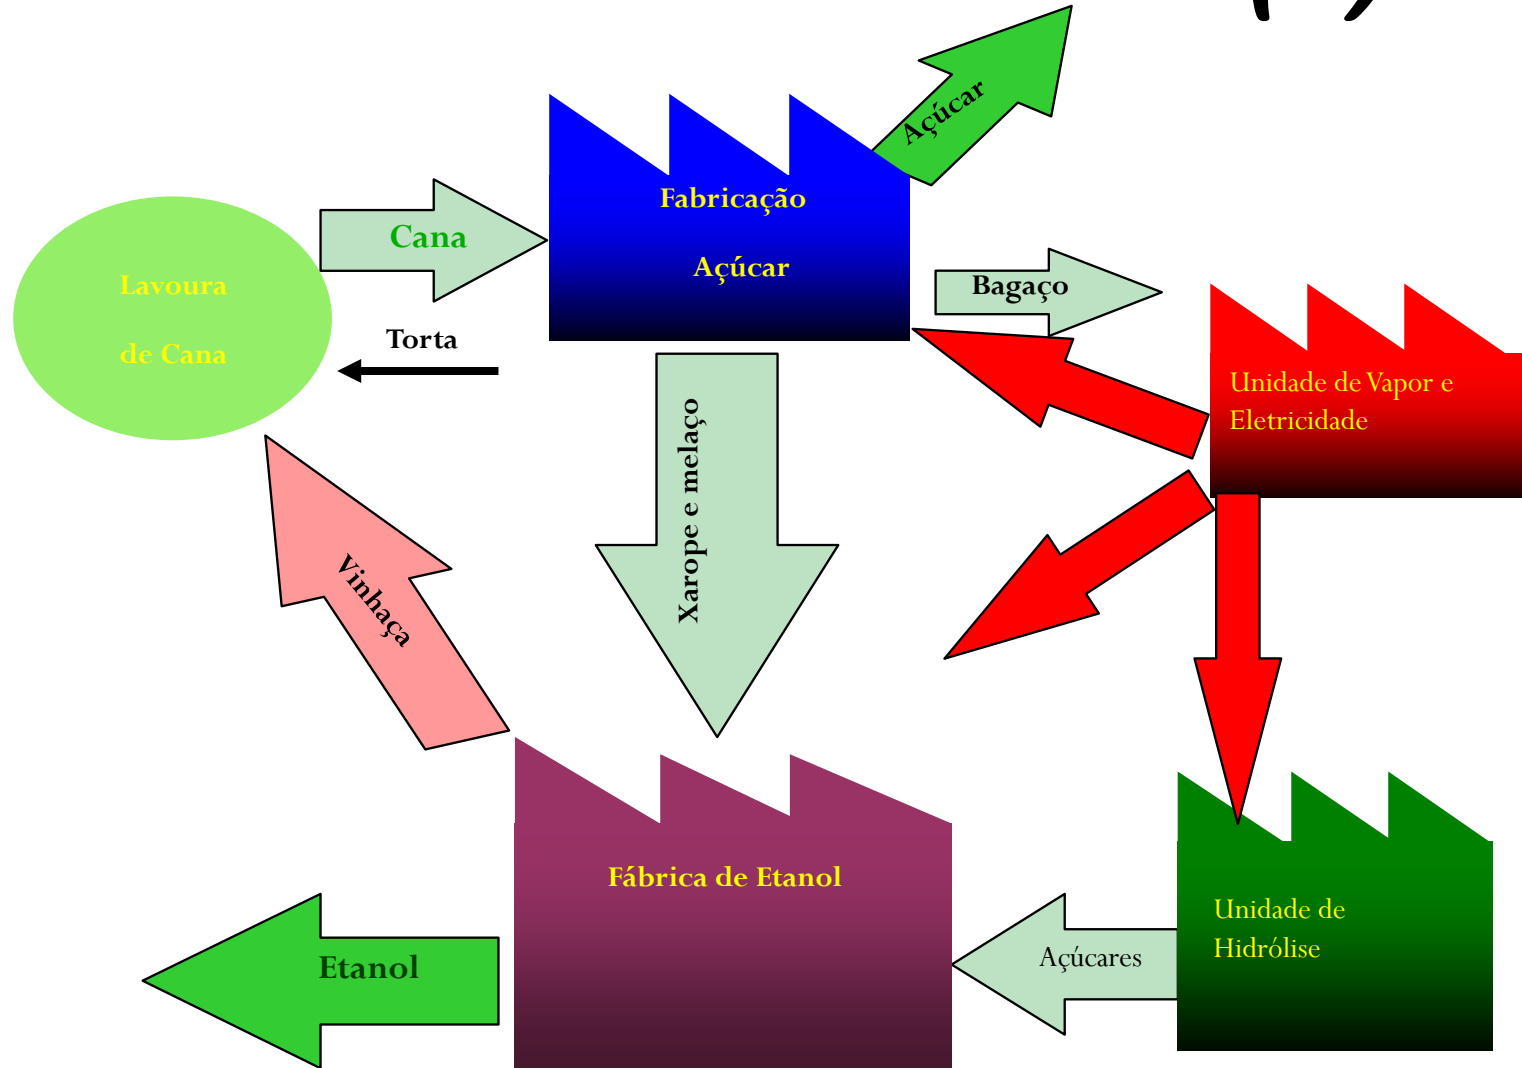 Açúcar
Fabricação
Açúcar
Cana
Bagaço
Lavoura
de Cana
Torta
Unidade de Vapor e
Eletricidade
Xarope e melaço
Vinhaça
Fábrica de Etanol
Unidade de
Hidrólise
Açúcares
Etanol